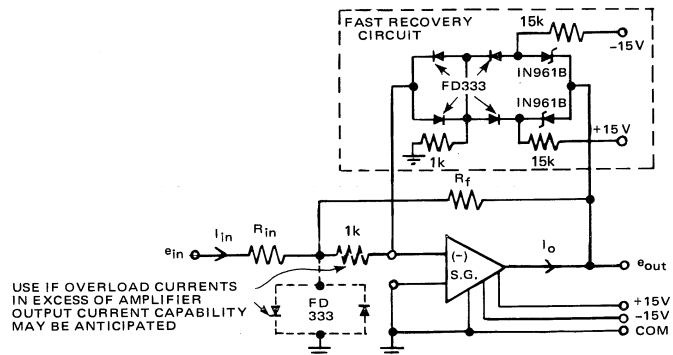 FAST RECOVERY
CIRCUIT
15k
-15V
IN961B
FD333
IN961B
+15V
1k
15k
Rf
Iin
Rin
1k
Io
ein
(-)
S.G.
eout
USE IF OVERLOAD CURRENTS
IN EXCESS OF AMPLIFIER
OUTPUT CURRENT CAPABILITY
MAY BE ANTICIPATED
FD
333
+15V
-15V
COM